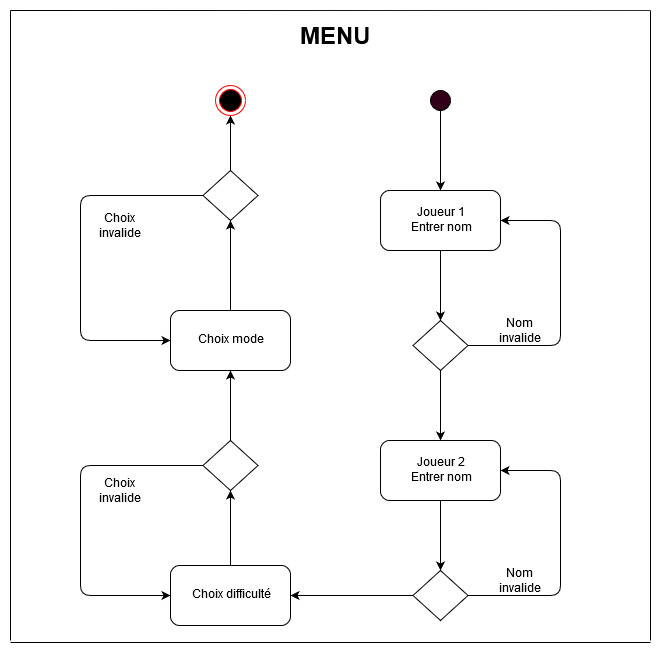 MENU
Joueur 1
Entrer nom
Nom
invalide
Joueur 2
Entrer nom
Nom
invalide
Choix difficulté
Choix
invalide
Choix mode
Choix
invalide